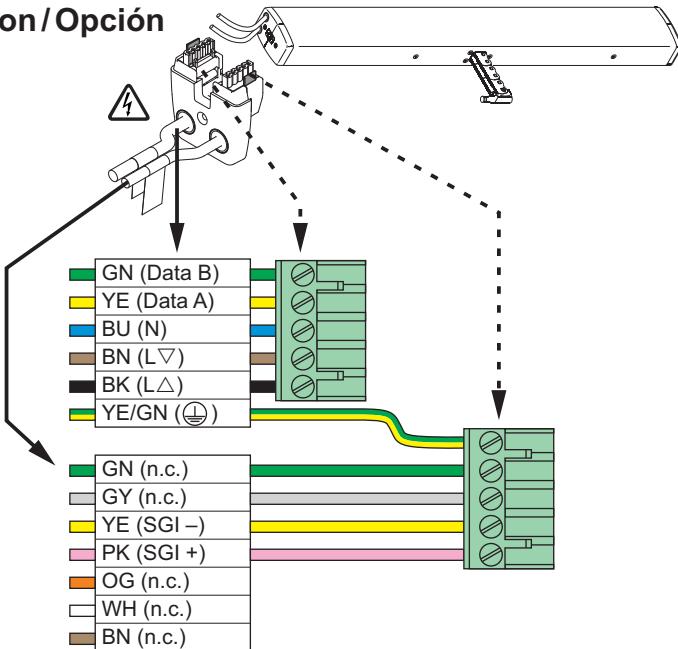 on / Opción
GN (Data B)
YE (Data A)
BU (N)
BN (L▽)
BK (L△)
YE/GN (⏚)
GN (n.c.)
GY (n.c.)
YE (SGI –)
PK (SGI +)
OG (n.c.)
WH (n.c.)
BN (n.c.)